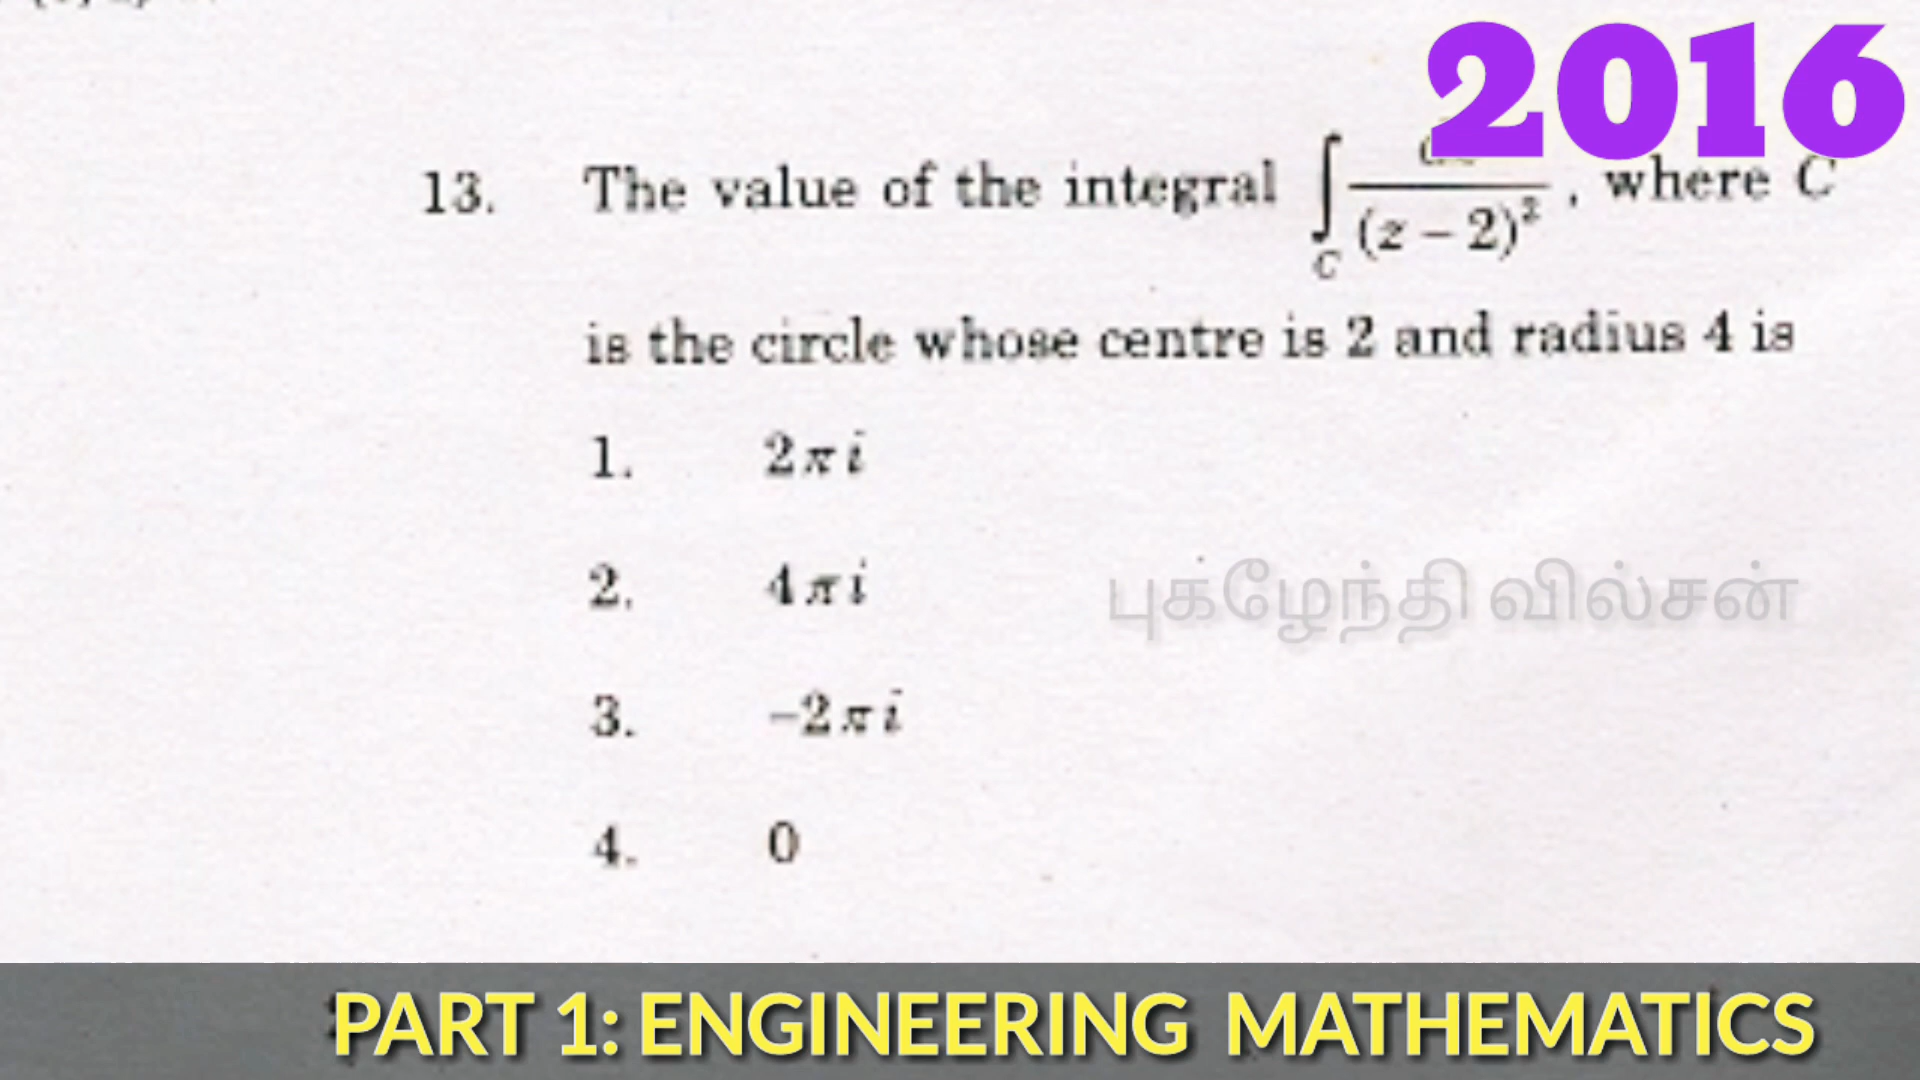 2016
13. The value of the integral ∫_C /(z − 2)², where C
is the circle whose centre is 2 and radius 4 is
1. 2πi
2. 4πi
3. −2πi
4. 0
புகழேந்தி வில்சன்
PART 1: ENGINEERING MATHEMATICS